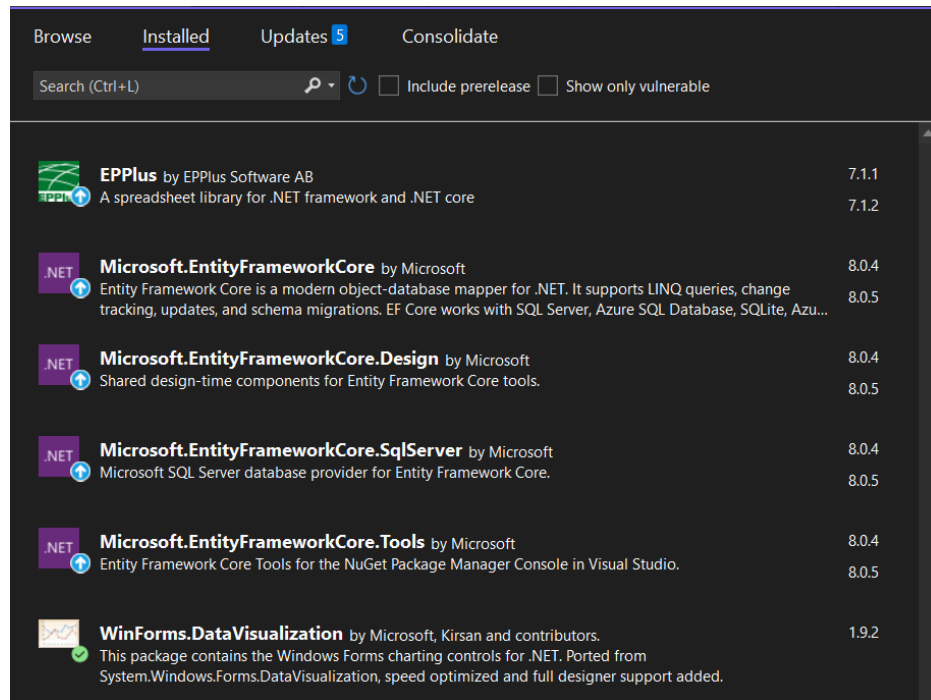 Browse Installed Updates 5 Consolidate
Search (Ctrl+L) Include prerelease Show only vulnerable
EPPlus by EPPlus Software AB 7.1.1
A spreadsheet library for .NET framework and .NET core
7.1.2
.NET Microsoft.EntityFrameworkCore by Microsoft 8.0.4
Entity Framework Core is a modern object-database mapper for .NET. It supports LINQ queries, change
8.0.5
tracking, updates, and schema migrations. EF Core works with SQL Server, Azure SQL Database, SQLite, Azu...
.NET Microsoft.EntityFrameworkCore.Design by Microsoft 8.0.4
Shared design-time components for Entity Framework Core tools.
8.0.5
.NET Microsoft.EntityFrameworkCore.SqlServer by Microsoft 8.0.4
Microsoft SQL Server database provider for Entity Framework Core.
8.0.5
.NET Microsoft.EntityFrameworkCore.Tools by Microsoft 8.0.4
Entity Framework Core Tools for the NuGet Package Manager Console in Visual Studio.
8.0.5
WinForms.DataVisualization by Microsoft, Kirsan and contributors. 1.9.2
This package contains the Windows Forms charting controls for .NET. Ported from
System.Windows.Forms.DataVisualization, speed optimized and full designer support added.